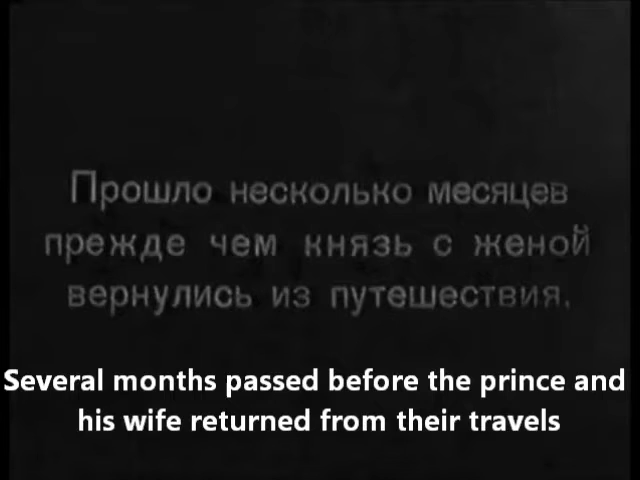 Прошло несколько месяцев
прежде чем князь с женой
вернулись из путешествия.
Several months passed before the prince and
his wife returned from their travels